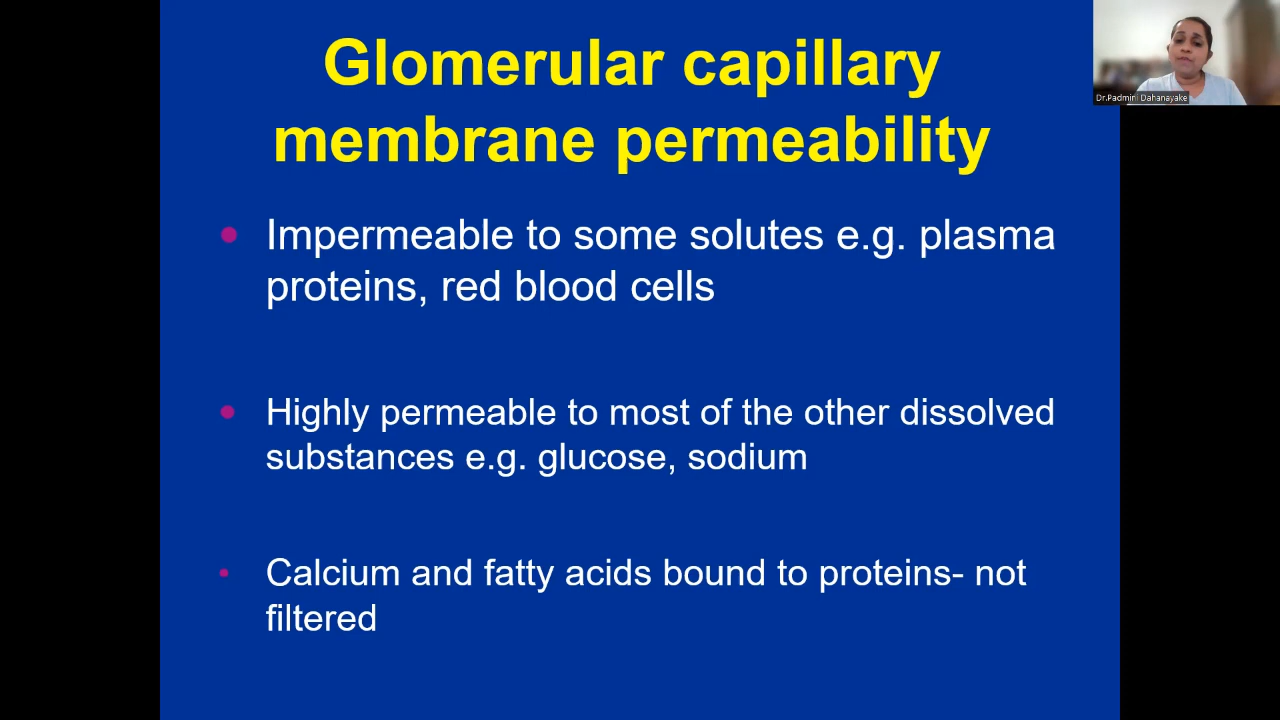 Glomerular capillary
membrane permeability
Dr.Padmini Dahanayake
• Impermeable to some solutes e.g. plasma
proteins, red blood cells
• Highly permeable to most of the other dissolved
substances e.g. glucose, sodium
• Calcium and fatty acids bound to proteins- not
filtered